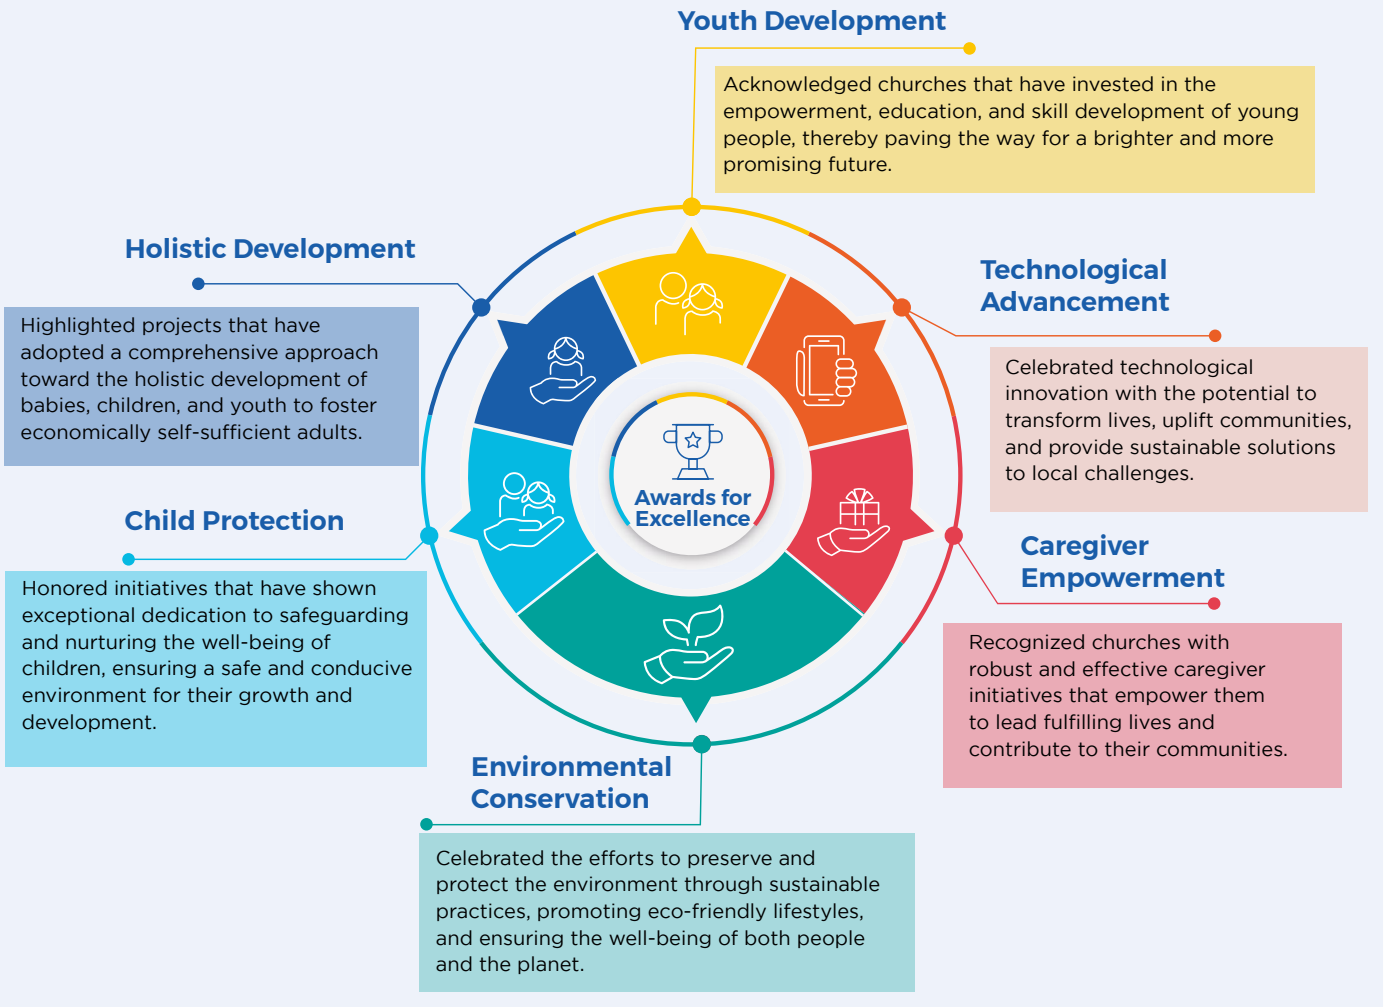 Youth Development
Acknowledged churches that have invested in the
empowerment, education, and skill development of young
people, thereby paving the way for a brighter and more
promising future.
Holistic Development
Highlighted projects that have
adopted a comprehensive approach
toward the holistic development of
babies, children, and youth to foster
economically self-sufficient adults.
Technological
Advancement
Celebrated technological
innovation with the potential to
transform lives, uplift communities,
and provide sustainable solutions
to local challenges.
Awards for
Excellence
Child Protection
Honored initiatives that have shown
exceptional dedication to safeguarding
and nurturing the well-being of
children, ensuring a safe and conducive
environment for their growth and
development.
Caregiver
Empowerment
Recognized churches with
robust and effective caregiver
initiatives that empower them
to lead fulfilling lives and
contribute to their communities.
Environmental
Conservation
Celebrated the efforts to preserve and
protect the environment through sustainable
practices, promoting eco-friendly lifestyles,
and ensuring the well-being of both people
and the planet.